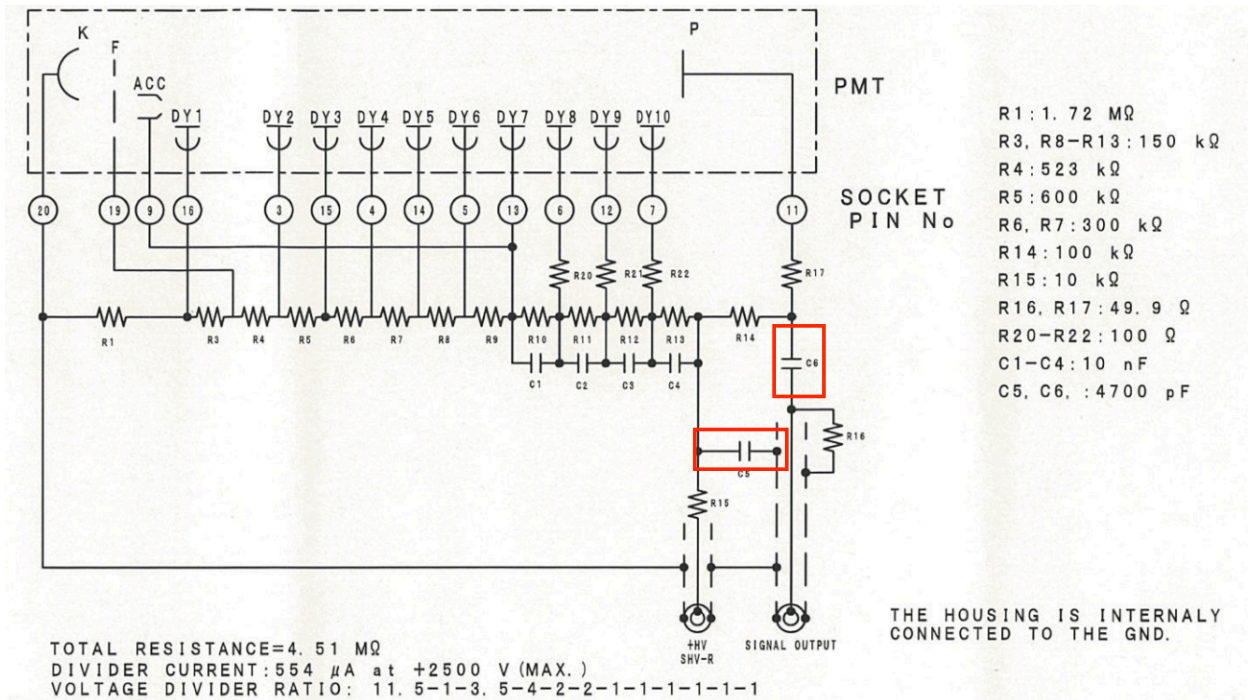 K
F
P
ACC
PMT
DY1 DY2 DY3 DY4 DY5 DY6 DY7 DY8 DY9 DY10
R1:1.72 MΩ
R3, R8-R13:150 kΩ
R4:523 kΩ
R5:600 kΩ
R6, R7:300 kΩ
R14:100 kΩ
R15:10 kΩ
R16, R17:49.9 Ω
R20-R22:100 Ω
C1-C4:10 nF
C5, C6, :4700 pF
20 19 9 16 3 15 4 14 5 13 6 12 7 11
SOCKET
PIN No
R20 R21 R22 R17
R1 R3 R4 R5 R6 R7 R8 R9 R10 R11 R12 R13 R14
C1 C2 C3 C4 C6
R16
C5
R15
+HV
SHV-R
SIGNAL OUTPUT
THE HOUSING IS INTERNALY
CONNECTED TO THE GND.
TOTAL RESISTANCE=4.51 MΩ
DIVIDER CURRENT:554 μA at +2500 V(MAX.)
VOLTAGE DIVIDER RATIO: 11.5-1-3.5-4-2-2-1-1-1-1-1-1